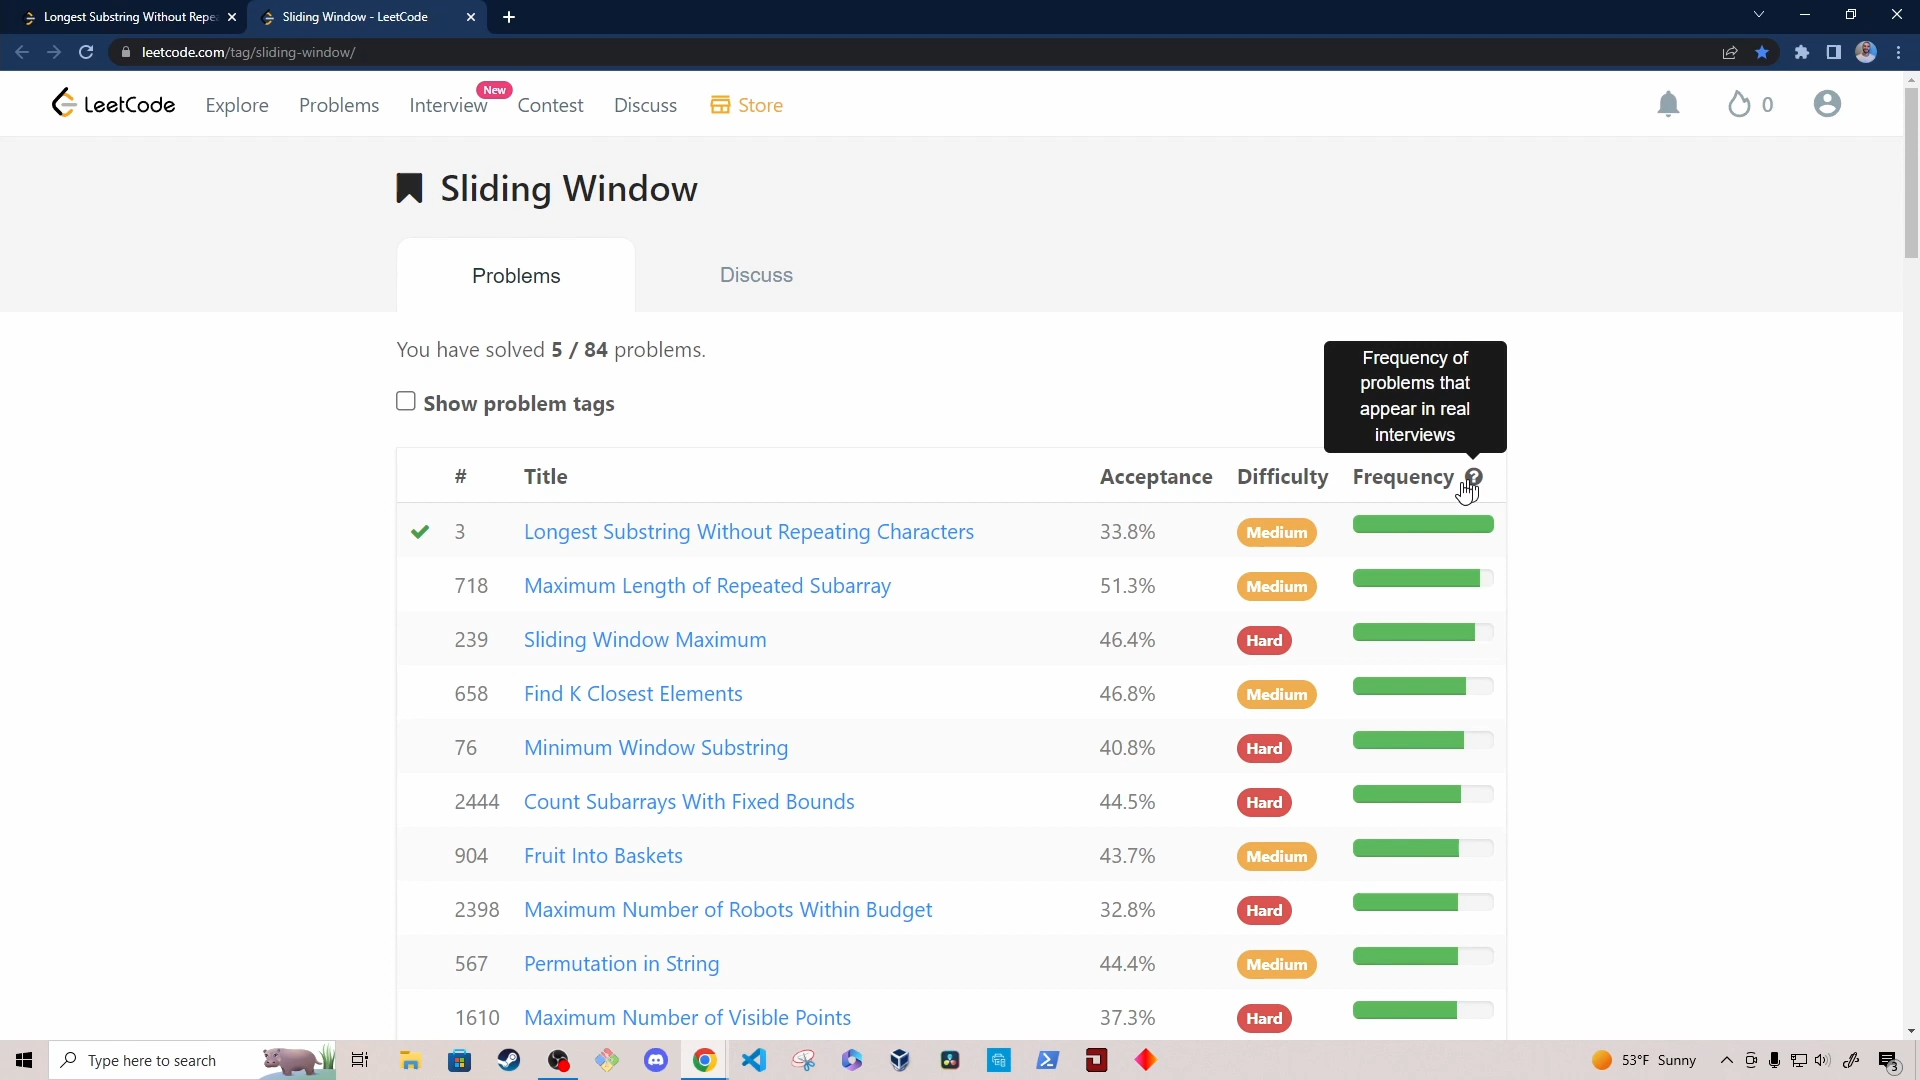 Longest Substring Without Repe
Sliding Window - LeetCode
leetcode.com/tag/sliding-window/
LeetCode
Explore
Problems
Interview
New
Contest
Discuss
Store
0
Sliding Window
Problems
Discuss
You have solved 5 / 84 problems.
Show problem tags
Frequency of
problems that
appear in real
interviews
# Title Acceptance Difficulty Frequency ?
3 Longest Substring Without Repeating Characters 33.8% Medium
718 Maximum Length of Repeated Subarray 51.3% Medium
239 Sliding Window Maximum 46.4% Hard
658 Find K Closest Elements 46.8% Medium
76 Minimum Window Substring 40.8% Hard
2444 Count Subarrays With Fixed Bounds 44.5% Hard
904 Fruit Into Baskets 43.7% Medium
2398 Maximum Number of Robots Within Budget 32.8% Hard
567 Permutation in String 44.4% Medium
1610 Maximum Number of Visible Points 37.3% Hard
Type here to search
53°F Sunny
3